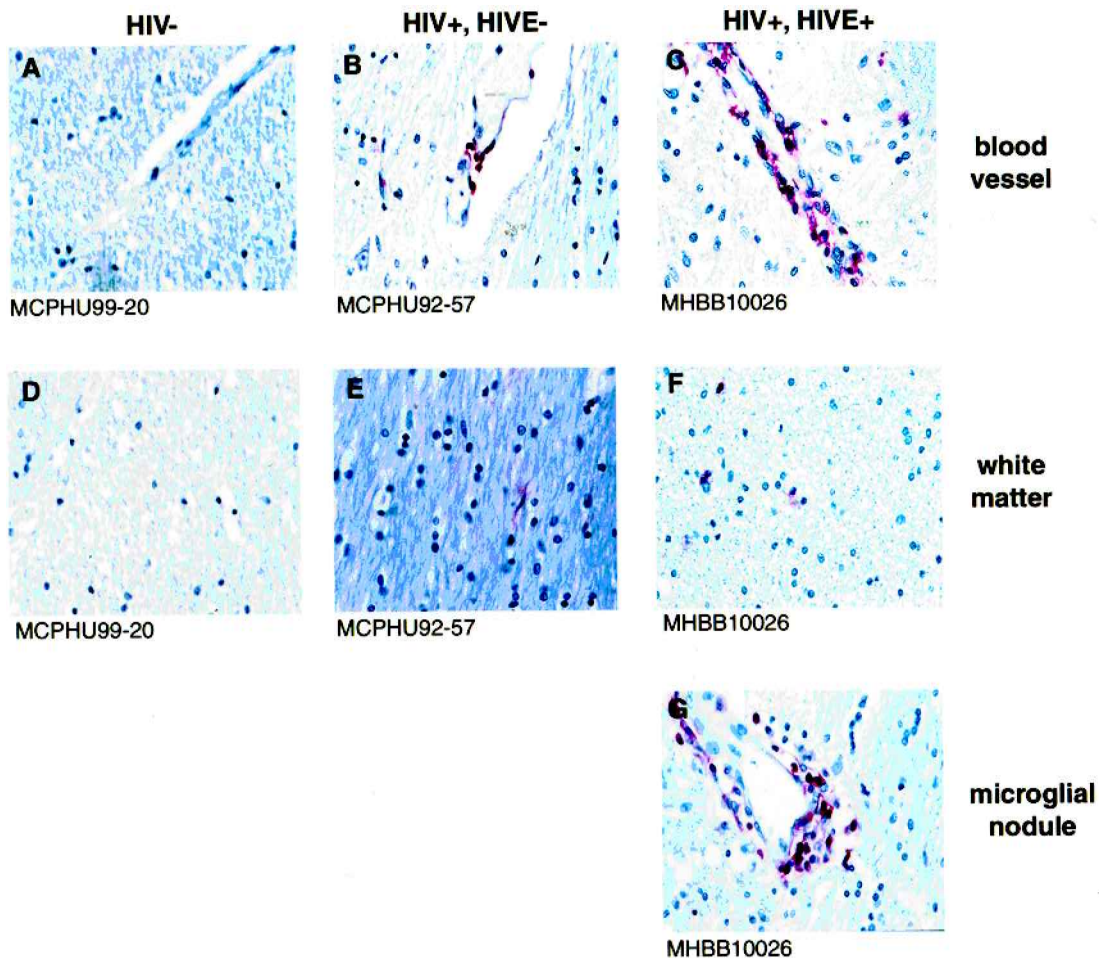 HIV-
HIV+, HIVE-
HIV+, HIVE+
A
B
C
blood
vessel
MCPHU99-20
MCPHU92-57
MHBB10026
D
E
F
white
matter
MCPHU99-20
MCPHU92-57
MHBB10026
G
microglial
nodule
MHBB10026